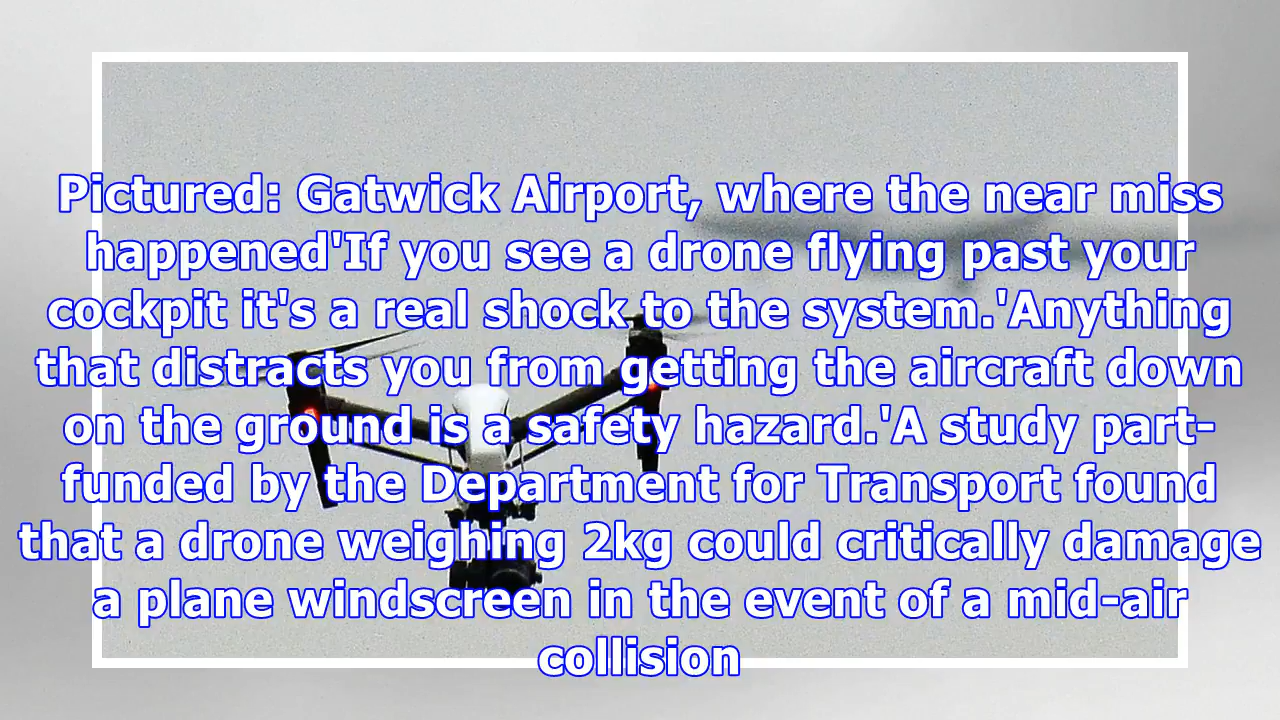 Pictured: Gatwick Airport, where the near miss
happened'If you see a drone flying past your
cockpit it's a real shock to the system.'Anything
that distracts you from getting the aircraft down
on the ground is a safety hazard.'A study part-
funded by the Department for Transport found
that a drone weighing 2kg could critically damage
a plane windscreen in the event of a mid-air
collision